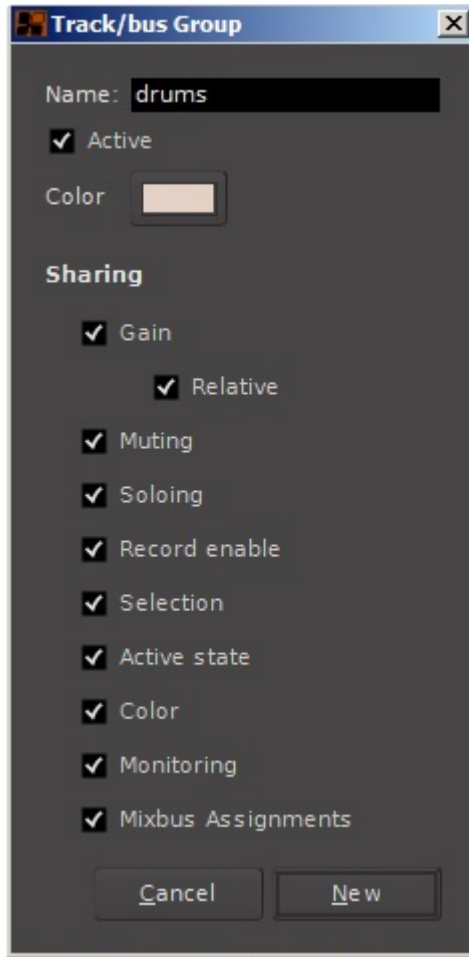 Track/bus Group
Name: drums
Active
Color
Sharing
Gain
Relative
Muting
Soloing
Record enable
Selection
Active state
Color
Monitoring
Mixbus Assignments
Cancel New